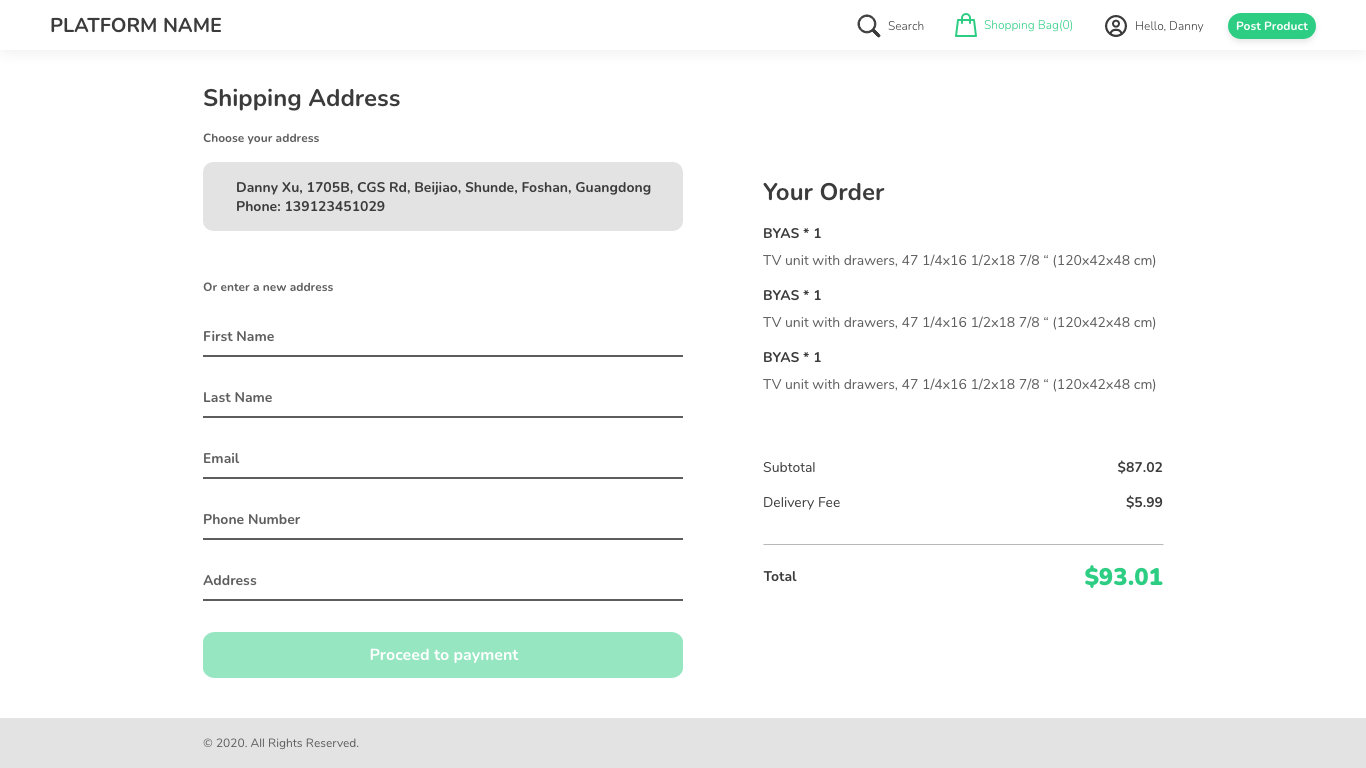 PLATFORM NAME
Search
Shopping Bag(0)
Hello, Danny
Post Product
Shipping Address
Choose your address
Danny Xu, 1705B, CGS Rd, Beijiao, Shunde, Foshan, Guangdong
Phone: 139123451029
Or enter a new address
First Name
Last Name
Email
Phone Number
Address
Proceed to payment
Your Order
BYAS * 1
TV unit with drawers, 47 1/4x16 1/2x18 7/8 “ (120x42x48 cm)
BYAS * 1
TV unit with drawers, 47 1/4x16 1/2x18 7/8 “ (120x42x48 cm)
BYAS * 1
TV unit with drawers, 47 1/4x16 1/2x18 7/8 “ (120x42x48 cm)
Subtotal $87.02
Delivery Fee $5.99
Total $93.01
© 2020. All Rights Reserved.